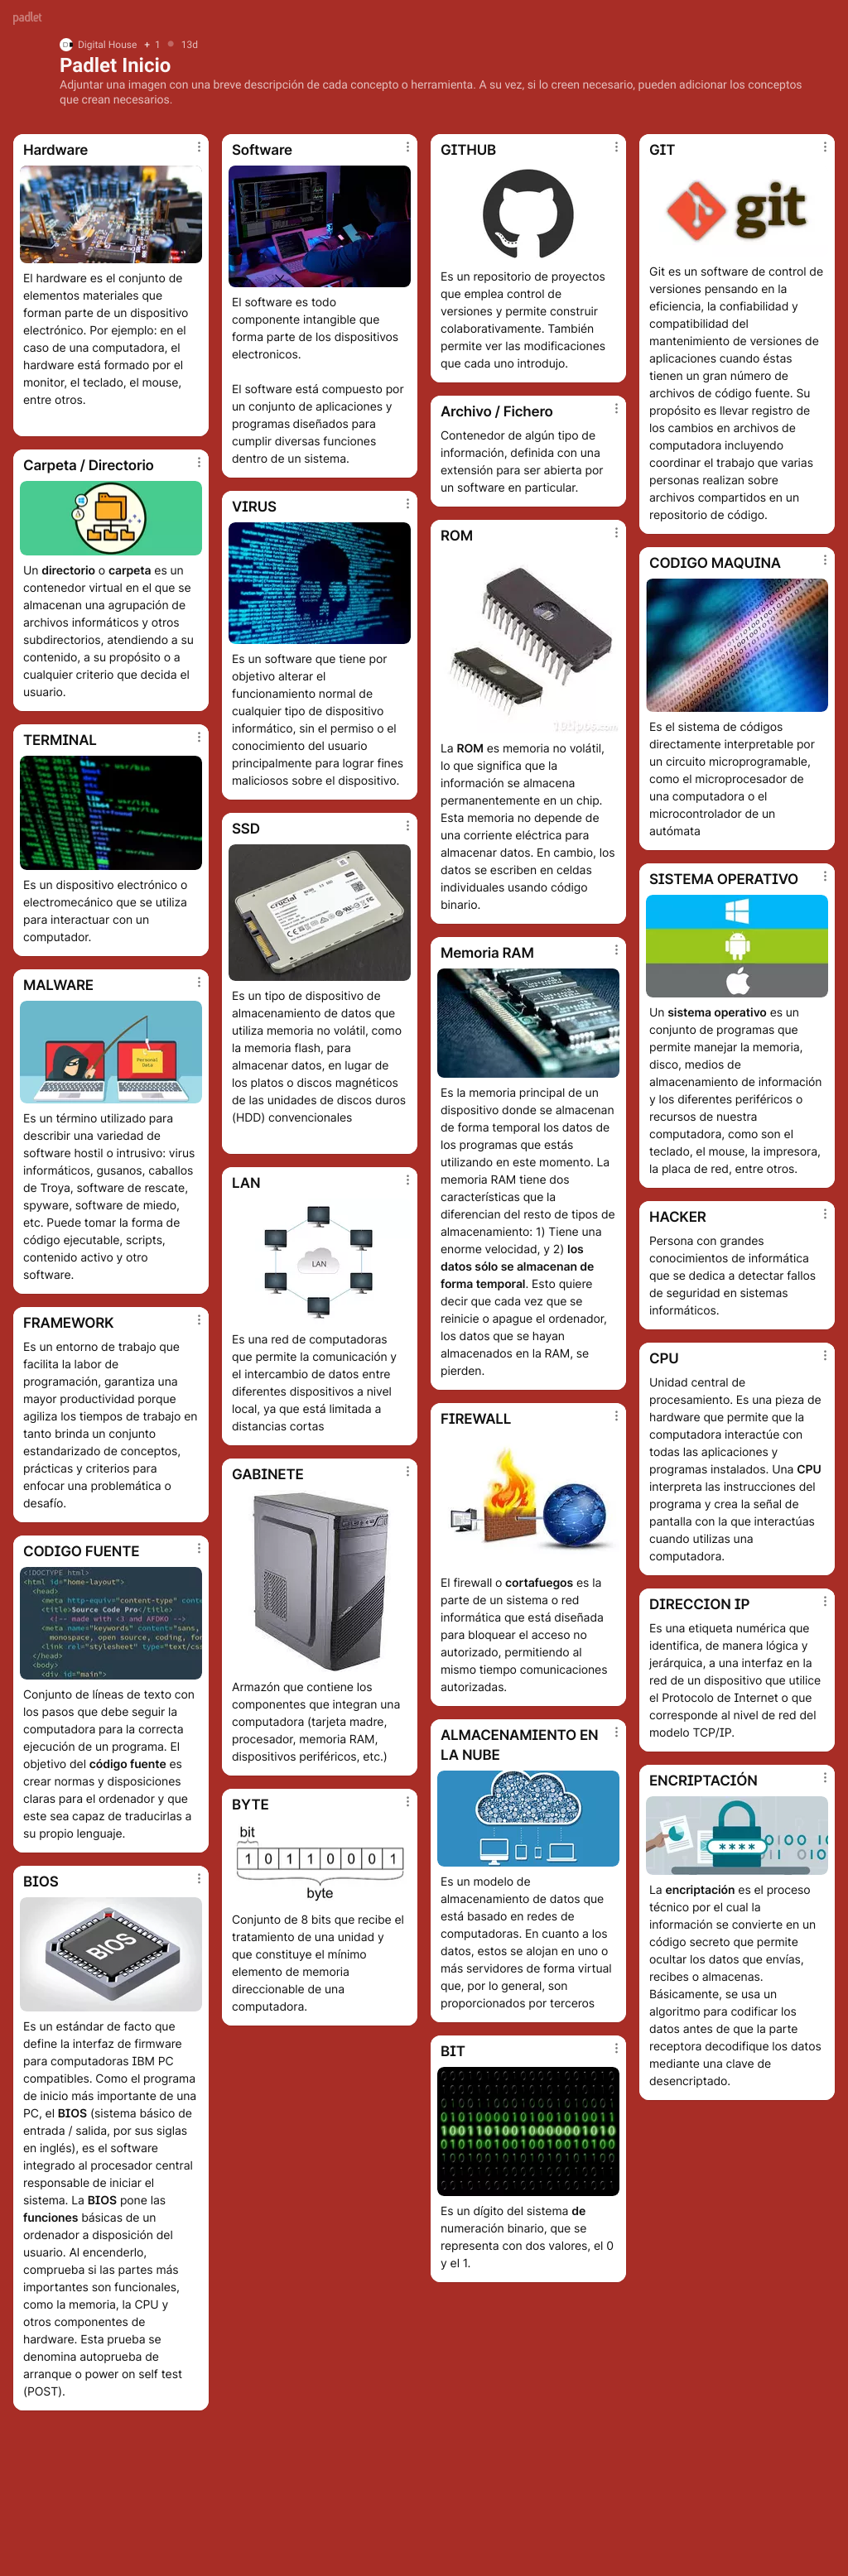 padlet
Digital House + 1 • 13d
Padlet Inicio
Adjuntar una imagen con una breve descripción de cada concepto o herramienta. A su vez, si lo creen necesario, pueden adicionar los conceptos
que crean necesarios.
Hardware
El hardware es el conjunto de
elementos materiales que
forman parte de un dispositivo
electrónico. Por ejemplo: en el
caso de una computadora, el
hardware está formado por el
monitor, el teclado, el mouse,
entre otros.
Carpeta / Directorio
Un directorio o carpeta es un
contenedor virtual en el que se
almacenan una agrupación de
archivos informáticos y otros
subdirectorios, atendiendo a su
contenido, a su propósito o a
cualquier criterio que decida el
usuario.
TERMINAL
Es un dispositivo electrónico o
electromecánico que se utiliza
para interactuar con un
computador.
MALWARE
Personal
Data
Es un término utilizado para
describir una variedad de
software hostil o intrusivo: virus
informáticos, gusanos, caballos
de Troya, software de rescate,
spyware, software de miedo,
etc. Puede tomar la forma de
código ejecutable, scripts,
contenido activo y otro
software.
FRAMEWORK
Es un entorno de trabajo que
facilita la labor de
programación, garantiza una
mayor productividad porque
agiliza los tiempos de trabajo en
tanto brinda un conjunto
estandarizado de conceptos,
prácticas y criterios para
enfocar una problemática o
desafío.
CODIGO FUENTE
<!DOCTYPE html>
<html id="home-layout">
<head>
<meta http-equiv="content-type" cont
<title>Source Code Pro</title>
<!-- made with <3 and AFDKO -->
<meta name="keywords" content="sans,
monospace, open source, coding, fo
<link rel="stylesheet" type="text/cs
</head>
<body>
<div id="main">
Conjunto de líneas de texto con
los pasos que debe seguir la
computadora para la correcta
ejecución de un programa. El
objetivo del código fuente es
crear normas y disposiciones
claras para el ordenador y que
este sea capaz de traducirlas a
su propio lenguaje.
BIOS
BIOS
Es un estándar de facto que
define la interfaz de firmware
para computadoras IBM PC
compatibles. Como el programa
de inicio más importante de una
PC, el BIOS (sistema básico de
entrada / salida, por sus siglas
en inglés), es el software
integrado al procesador central
responsable de iniciar el
sistema. La BIOS pone las
funciones básicas de un
ordenador a disposición del
usuario. Al encenderlo,
comprueba si las partes más
importantes son funcionales,
como la memoria, la CPU y
otros componentes de
hardware. Esta prueba se
denomina autoprueba de
arranque o power on self test
(POST).
Software
El software es todo
componente intangible que
forma parte de los dispositivos
electronicos.
El software está compuesto por
un conjunto de aplicaciones y
programas diseñados para
cumplir diversas funciones
dentro de un sistema.
VIRUS
Es un software que tiene por
objetivo alterar el
funcionamiento normal de
cualquier tipo de dispositivo
informático, sin el permiso o el
conocimiento del usuario
principalmente para lograr fines
maliciosos sobre el dispositivo.
SSD
crucial
Es un tipo de dispositivo de
almacenamiento de datos que
utiliza memoria no volátil, como
la memoria flash, para
almacenar datos, en lugar de
los platos o discos magnéticos
de las unidades de discos duros
(HDD) convencionales
LAN
LAN
Es una red de computadoras
que permite la comunicación y
el intercambio de datos entre
diferentes dispositivos a nivel
local, ya que está limitada a
distancias cortas
GABINETE
Armazón que contiene los
componentes que integran una
computadora (tarjeta madre,
procesador, memoria RAM,
dispositivos periféricos, etc.)
BYTE
bit
1 0 1 1 0 0 0 1
byte
Conjunto de 8 bits que recibe el
tratamiento de una unidad y
que constituye el mínimo
elemento de memoria
direccionable de una
computadora.
GITHUB
Es un repositorio de proyectos
que emplea control de
versiones y permite construir
colaborativamente. También
permite ver las modificaciones
que cada uno introdujo.
Archivo / Fichero
Contenedor de algún tipo de
información, definida con una
extensión para ser abierta por
un software en particular.
ROM
10tipos.com
La ROM es memoria no volátil,
lo que significa que la
información se almacena
permanentemente en un chip.
Esta memoria no depende de
una corriente eléctrica para
almacenar datos. En cambio, los
datos se escriben en celdas
individuales usando código
binario.
Memoria RAM
Es la memoria principal de un
dispositivo donde se almacenan
de forma temporal los datos de
los programas que estás
utilizando en este momento. La
memoria RAM tiene dos
características que la
diferencian del resto de tipos de
almacenamiento: 1) Tiene una
enorme velocidad, y 2) los
datos sólo se almacenan de
forma temporal. Esto quiere
decir que cada vez que se
reinicie o apague el ordenador,
los datos que se hayan
almacenados en la RAM, se
pierden.
FIREWALL
El firewall o cortafuegos es la
parte de un sistema o red
informática que está diseñada
para bloquear el acceso no
autorizado, permitiendo al
mismo tiempo comunicaciones
autorizadas.
ALMACENAMIENTO EN
LA NUBE
Es un modelo de
almacenamiento de datos que
está basado en redes de
computadoras. En cuanto a los
datos, estos se alojan en uno o
más servidores de forma virtual
que, por lo general, son
proporcionados por terceros
BIT
Es un dígito del sistema de
numeración binario, que se
representa con dos valores, el 0
y el 1.
GIT
git
Git es un software de control de
versiones pensando en la
eficiencia, la confiabilidad y
compatibilidad del
mantenimiento de versiones de
aplicaciones cuando éstas
tienen un gran número de
archivos de código fuente. Su
propósito es llevar registro de
los cambios en archivos de
computadora incluyendo
coordinar el trabajo que varias
personas realizan sobre
archivos compartidos en un
repositorio de código.
CODIGO MAQUINA
Es el sistema de códigos
directamente interpretable por
un circuito microprogramable,
como el microprocesador de
una computadora o el
microcontrolador de un
autómata
SISTEMA OPERATIVO
Un sistema operativo es un
conjunto de programas que
permite manejar la memoria,
disco, medios de
almacenamiento de información
y los diferentes periféricos o
recursos de nuestra
computadora, como son el
teclado, el mouse, la impresora,
la placa de red, entre otros.
HACKER
Persona con grandes
conocimientos de informática
que se dedica a detectar fallos
de seguridad en sistemas
informáticos.
CPU
Unidad central de
procesamiento. Es una pieza de
hardware que permite que la
computadora interactúe con
todas las aplicaciones y
programas instalados. Una CPU
interpreta las instrucciones del
programa y crea la señal de
pantalla con la que interactúas
cuando utilizas una
computadora.
DIRECCION IP
Es una etiqueta numérica que
identifica, de manera lógica y
jerárquica, a una interfaz en la
red de un dispositivo que utilice
el Protocolo de Internet o que
corresponde al nivel de red del
modelo TCP/IP.
ENCRIPTACIÓN
****
La encriptación es el proceso
técnico por el cual la
información se convierte en un
código secreto que permite
ocultar los datos que envías,
recibes o almacenas.
Básicamente, se usa un
algoritmo para codificar los
datos antes de que la parte
receptora decodifique los datos
mediante una clave de
desencriptado.